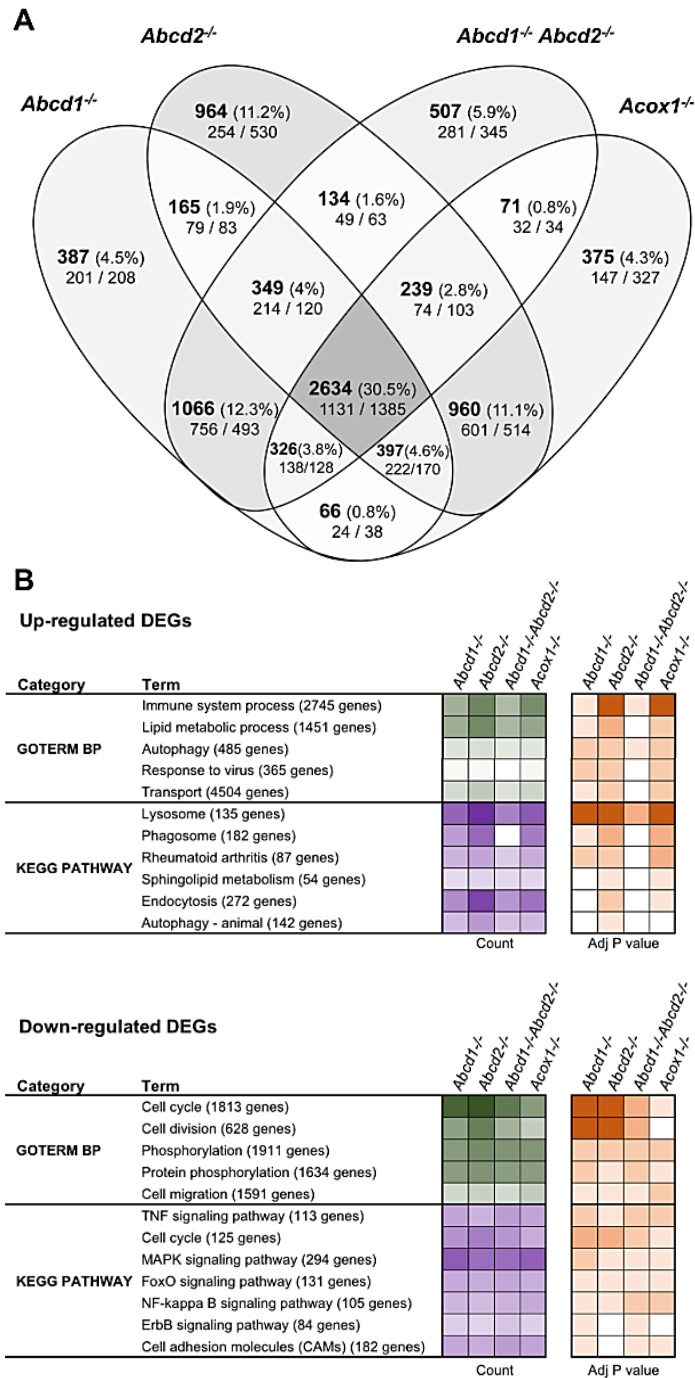 A
Abcd1-/-
Abcd2-/-
Abcd1-/- Abcd2-/-
Acox1-/-
964 (11.2%)
254 / 530
507 (5.9%)
281 / 345
165 (1.9%)
79 / 83
134 (1.6%)
49 / 63
71 (0.8%)
32 / 34
387 (4.5%)
201 / 208
375 (4.3%)
147 / 327
349 (4%)
214 / 120
239 (2.8%)
74 / 103
2634 (30.5%)
1131 / 1385
1066 (12.3%)
756 / 493
960 (11.1%)
601 / 514
326(3.8%)
138/128
397(4.6%)
222/170
66 (0.8%)
24 / 38
B
Up-regulated DEGs
Category Term Abcd1-/- Abcd2-/- Abcd1-/-Abcd2-/- Acox1-/- Abcd1-/- Abcd2-/- Abcd1-/-Abcd2-/- Acox1-/-
GOTERM BP
Immune system process (2745 genes)
Lipid metabolic process (1451 genes)
Autophagy (485 genes)
Response to virus (365 genes)
Transport (4504 genes)
KEGG PATHWAY
Lysosome (135 genes)
Phagosome (182 genes)
Rheumatoid arthritis (87 genes)
Sphingolipid metabolism (54 genes)
Endocytosis (272 genes)
Autophagy - animal (142 genes)
Count Adj P value
Down-regulated DEGs
Category Term Abcd1-/- Abcd2-/- Abcd1-/-Abcd2-/- Acox1-/- Abcd1-/- Abcd2-/- Abcd1-/-Abcd2-/- Acox1-/-
GOTERM BP
Cell cycle (1813 genes)
Cell division (628 genes)
Phosphorylation (1911 genes)
Protein phosphorylation (1634 genes)
Cell migration (1591 genes)
KEGG PATHWAY
TNF signaling pathway (113 genes)
Cell cycle (125 genes)
MAPK signaling pathway (294 genes)
FoxO signaling pathway (131 genes)
NF-kappa B signaling pathway (105 genes)
ErbB signaling pathway (84 genes)
Cell adhesion molecules (CAMs) (182 genes)
Count Adj P value